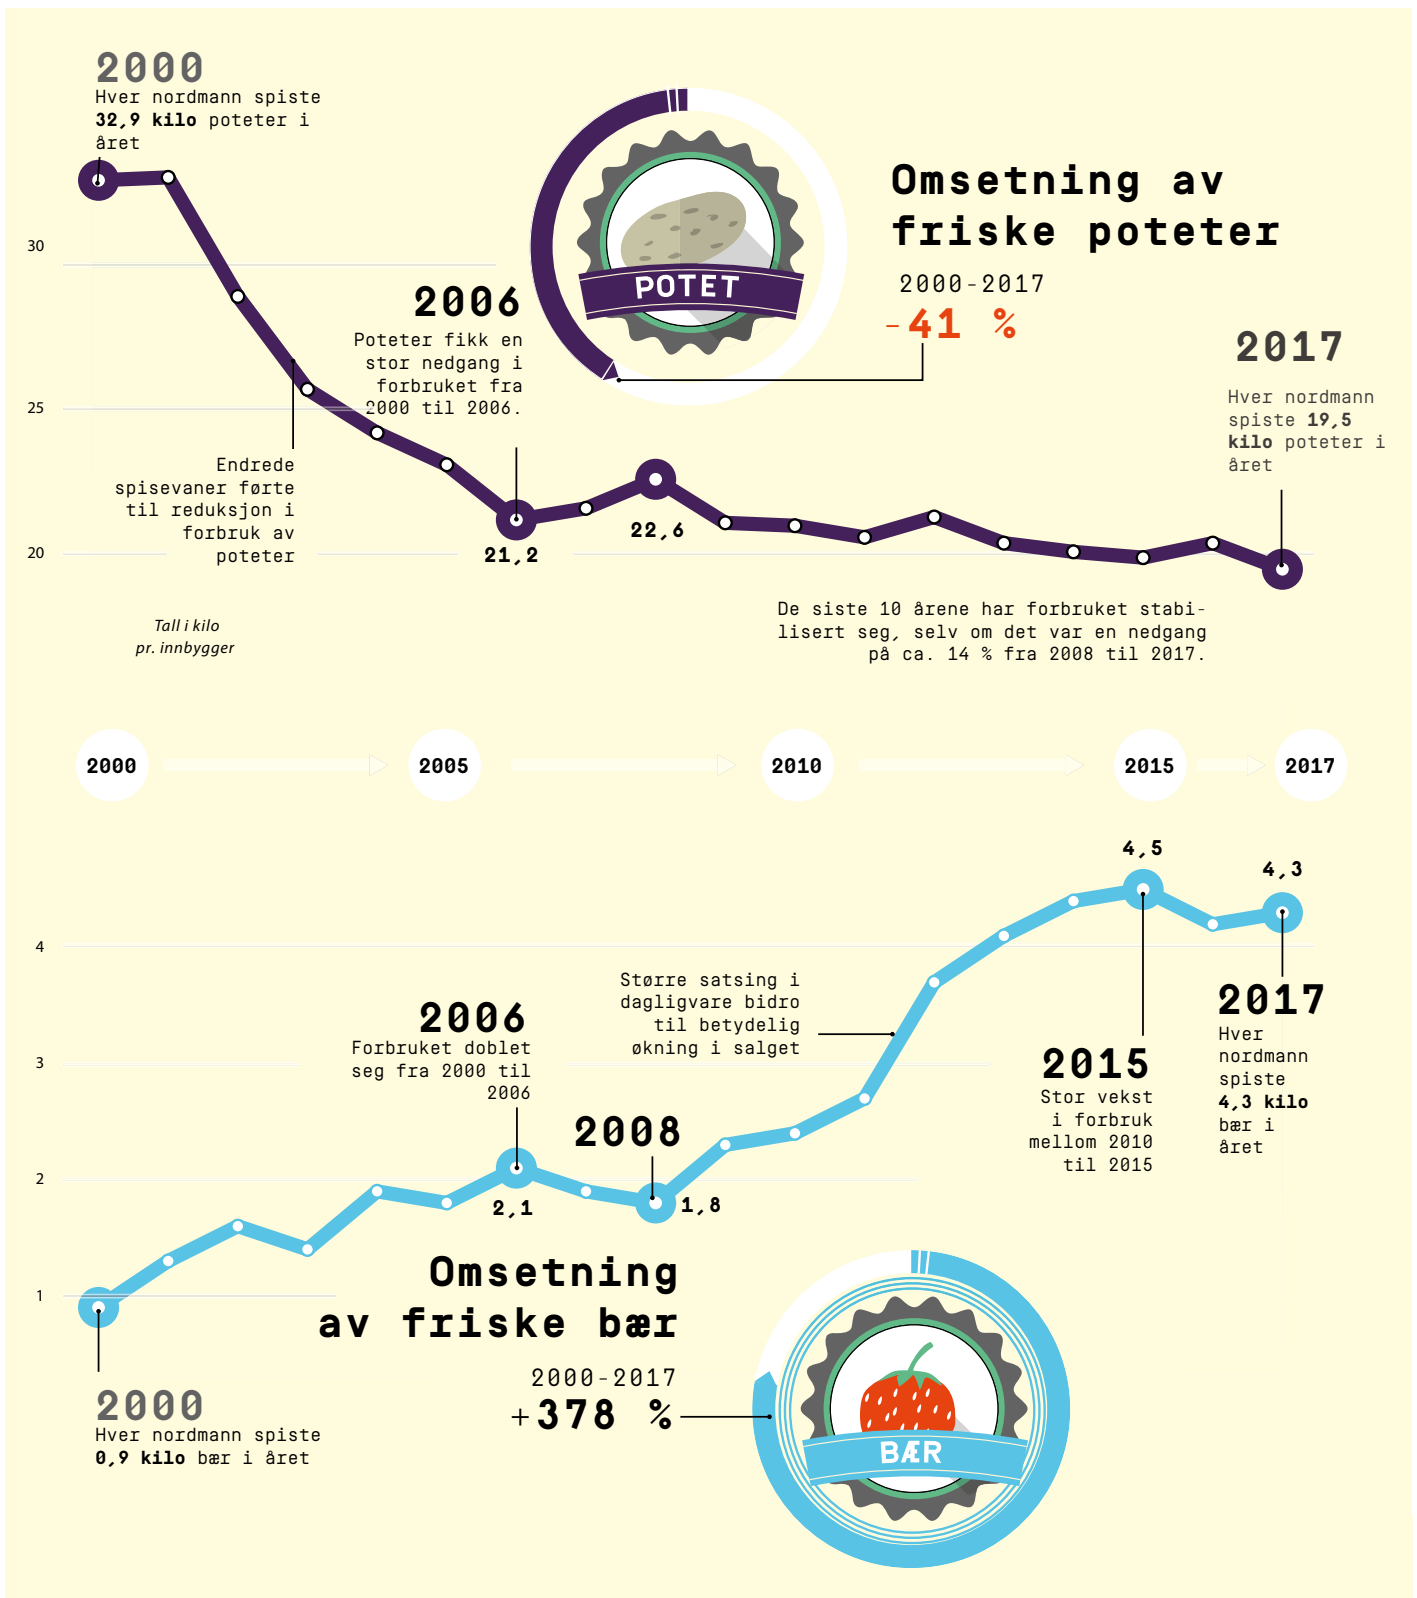 2000
Hver nordmann spiste
32,9 kilo poteter i
året
Omsetning av
friske poteter
2000-2017
-41 %
POTET
30
25
20
2006
Poteter fikk en
stor nedgang i
forbruket fra
2000 til 2006.
2017
Hver nordmann
spiste 19,5
kilo poteter i
året
Endrede
spisevaner førte
til reduksjon i
forbruk av
poteter
21,2
22,6
De siste 10 årene har forbruket stabi-
lisert seg, selv om det var en nedgang
på ca. 14 % fra 2008 til 2017.
Tall i kilo
pr. innbygger
2000
2005
2010
2015
2017
4,5
4,3
4
3
2
1
Større satsing i
dagligvare bidro
til betydelig
økning i salget
2006
Forbruket doblet
seg fra 2000 til
2006
2017
Hver
nordmann
spiste
4,3 kilo
bær i
året
2015
Stor vekst
i forbruk
mellom 2010
til 2015
2008
2,1
1,8
Omsetning
av friske bær
2000-2017
+378 %
BÆR
2000
Hver nordmann spiste
0,9 kilo bær i året